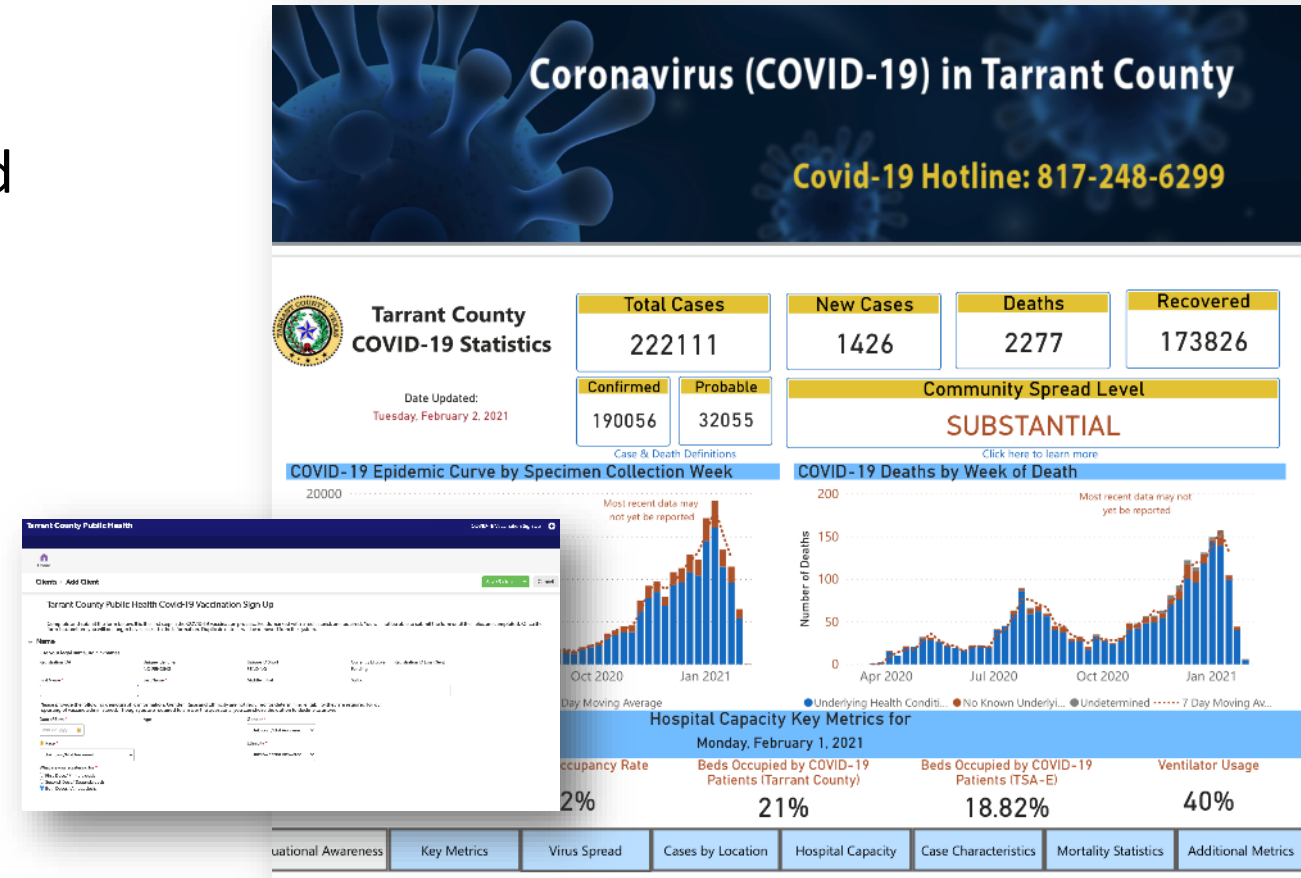 d
Coronavirus (COVID-19) in Tarrant County
Covid-19 Hotline: 817-248-6299
TARRANT COUNTY, TEXAS
Tarrant County
COVID-19 Statistics
Date Updated:
Tuesday, February 2, 2021
Total Cases
222111
New Cases
1426
Deaths
2277
Recovered
173826
Confirmed
190056
Probable
32055
Community Spread Level
SUBSTANTIAL
Case & Death Definitions
Click here to learn more
COVID-19 Epidemic Curve by Specimen Collection Week
20000
Most recent data may
not yet be reported
Oct 2020 Jan 2021
Day Moving Average
COVID-19 Deaths by Week of Death
Number of Deaths
200
150
100
50
0
Most recent data may not
yet be reported
Apr 2020 Jul 2020 Oct 2020 Jan 2021
Underlying Health Conditi... No Known Underlyi... Undetermined 7 Day Moving Av...
Tarrant County Public Health
Clients Add Client
Cancel
Tarrant County Public Health Covid-19 Vaccination Sign Up
Name
Hospital Capacity Key Metrics for
Monday, February 1, 2021
ccupancy Rate
2%
Beds Occupied by COVID-19
Patients (Tarrant County)
21%
Beds Occupied by COVID-19
Patients (TSA-E)
18.82%
Ventilator Usage
40%
uational Awareness Key Metrics Virus Spread Cases by Location Hospital Capacity Case Characteristics Mortality Statistics Additional Metrics